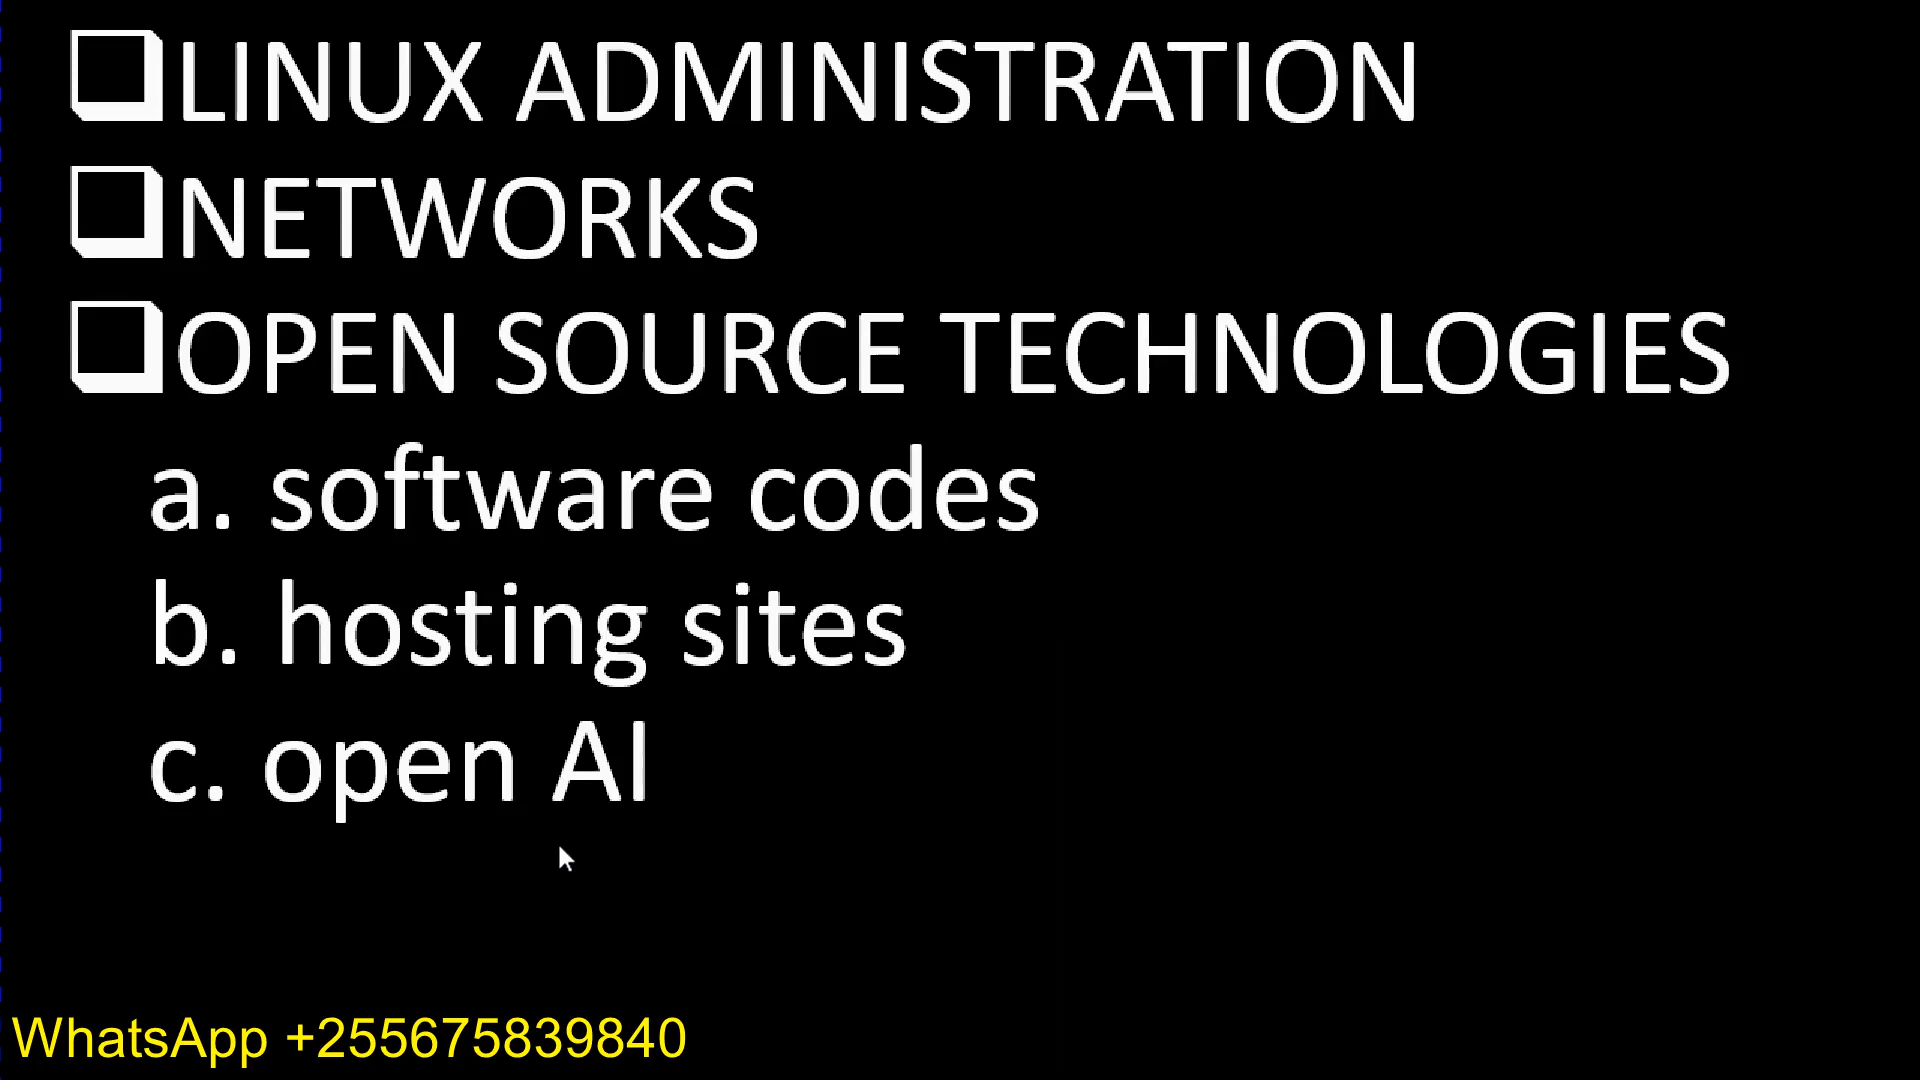 ❑LINUX ADMINISTRATION
❑NETWORKS
❑OPEN SOURCE TECHNOLOGIES
a. software codes
b. hosting sites
c. open AI
WhatsApp +255675839840